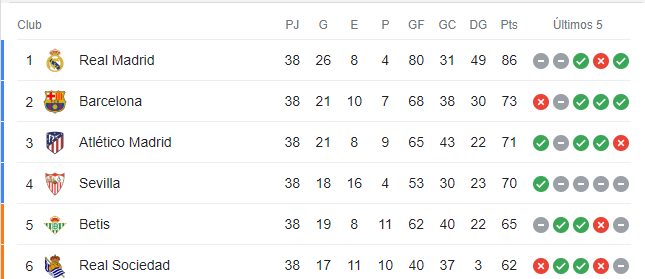 Club PJ G E P GF GC DG Pts Últimos 5
1 Real Madrid 38 26 8 4 80 31 49 86
2 Barcelona 38 21 10 7 68 38 30 73
3 Atlético Madrid 38 21 8 9 65 43 22 71
4 Sevilla 38 18 16 4 53 30 23 70
5 Betis 38 19 8 11 62 40 22 65
6 Real Sociedad 38 17 11 10 40 37 3 62